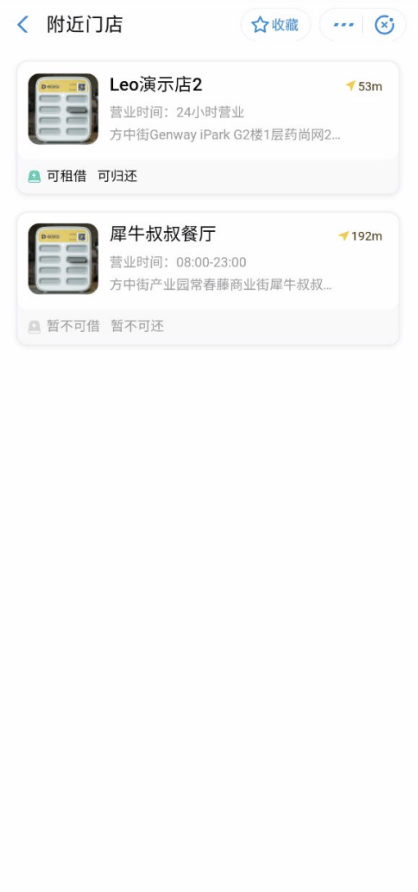 附近门店
收藏
Leo演示店2
53m
营业时间：24小时营业
方中街Genway iPark G2楼1层药尚网2...
可租借 可归还
犀牛叔叔餐厅
192m
营业时间：08:00-23:00
方中街产业园常春藤商业街犀牛叔叔...
暂不可借 暂不可还